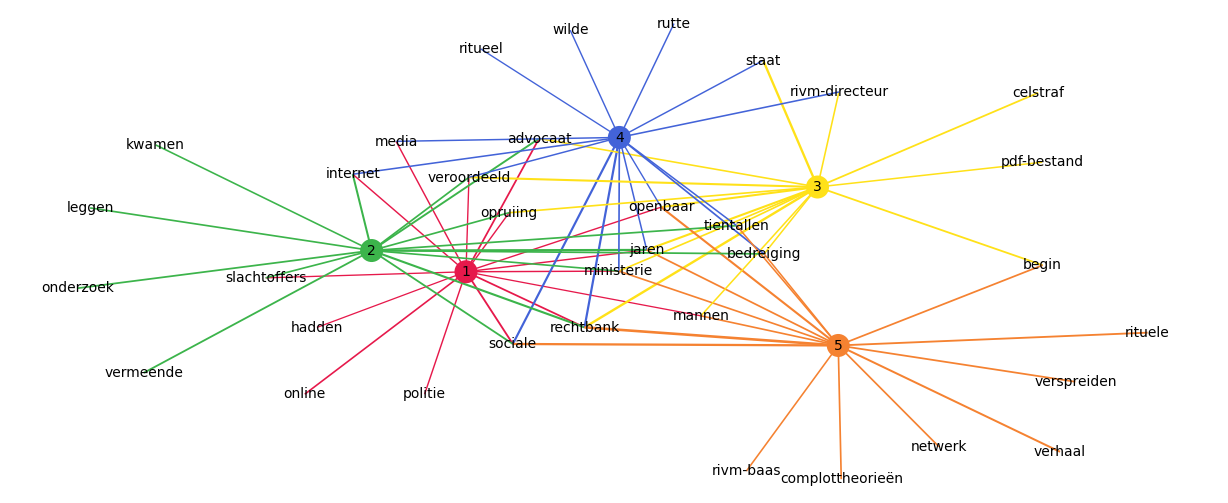 rutte
wilde
ritueel
staat
rivm-directeur
celstraf
4
media
advocaat
kwamen
pdf-bestand
internet
veroordeeld
3
leggen
opruiing
openbaar
tientallen
2
jaren
bedreiging
begin
1
ministerie
slachtoffers
onderzoek
mannen
hadden
rechtbank
rituele
sociale
5
vermeende
verspreiden
online
politie
netwerk
verhaal
rivm-baas
complottheorieën